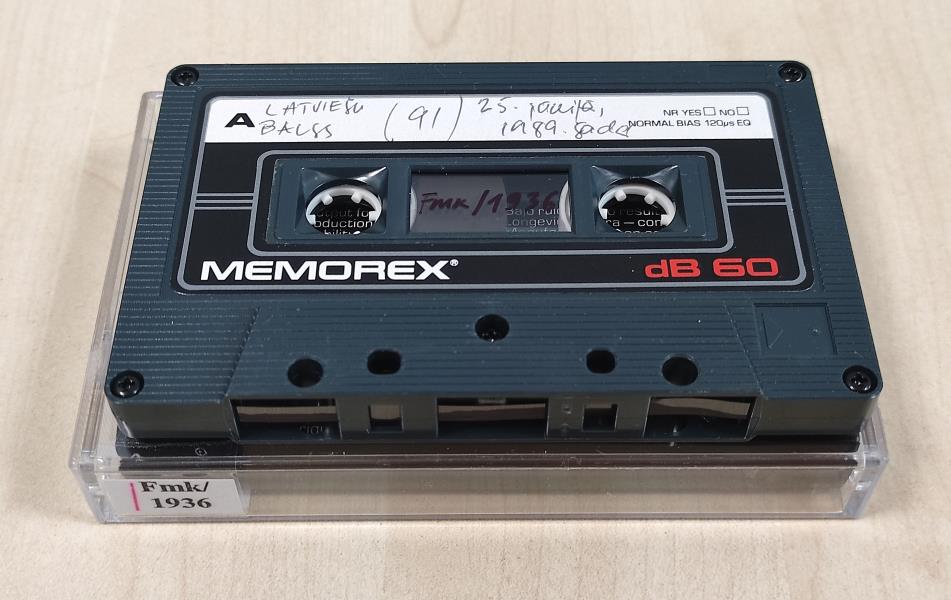 A LATVIEŠU (91) 25. jūnijā,
BALSS 1989. gada
NR YES NO
NORMAL BIAS 120μs EQ
Fmk/1936
MEMOREX®
dB 60
Fmk/
1936